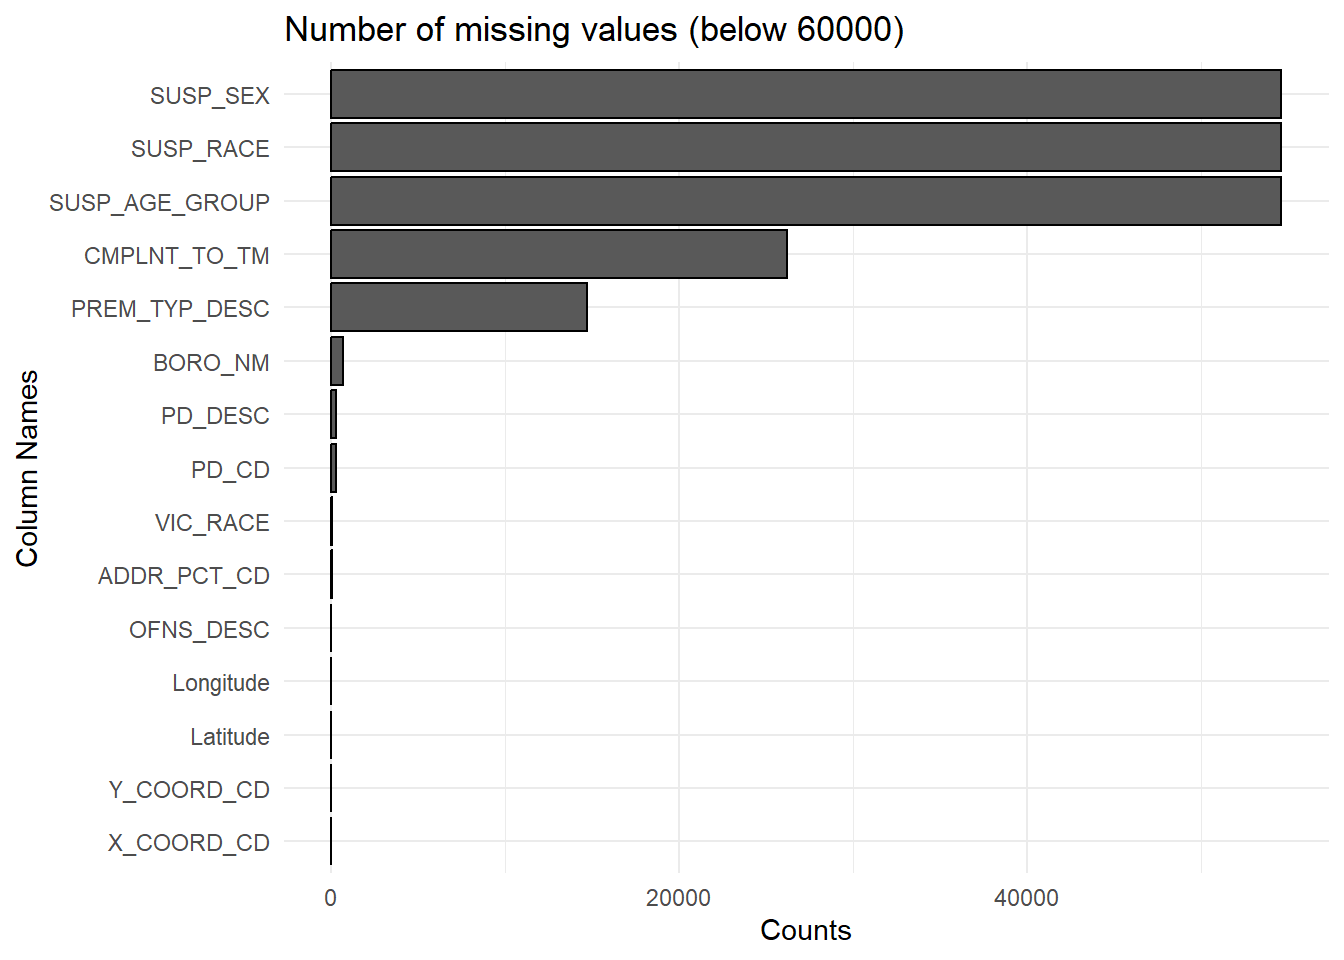 Number of missing values (below 60000)
SUSP_SEX
SUSP_RACE
SUSP_AGE_GROUP
CMPLNT_TO_TM
PREM_TYP_DESC
BORO_NM
PD_DESC
PD_CD
VIC_RACE
ADDR_PCT_CD
OFNS_DESC
Longitude
Latitude
Y_COORD_CD
X_COORD_CD
Column Names
0 20000 40000
Counts